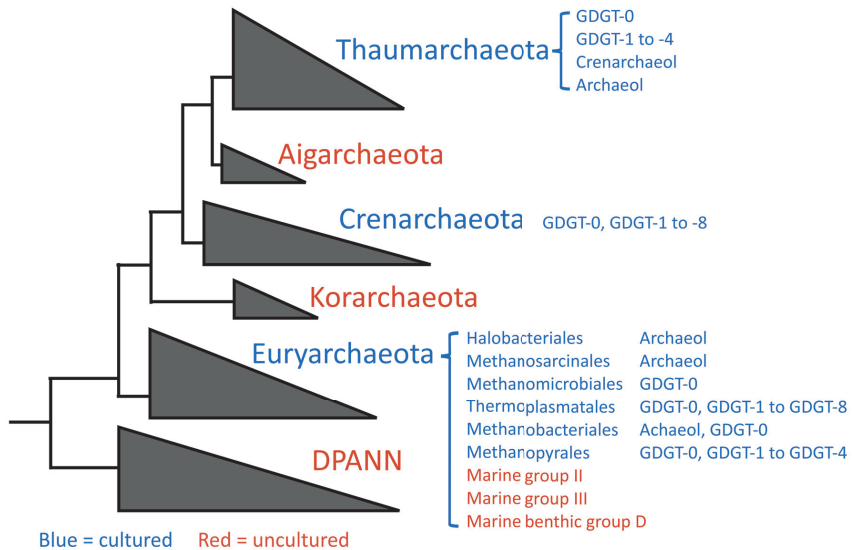 Thaumarchaeota
GDGT-0
GDGT-1 to -4
Crenarchaeol
Archaeol
Aigarchaeota
Crenarchaeota GDGT-0, GDGT-1 to -8
Korarchaeota
Euryarchaeota
Halobacteriales Archaeol
Methanosarcinales Archaeol
Methanomicrobiales GDGT-0
Thermoplasmatales GDGT-0, GDGT-1 to GDGT-8
Methanobacteriales Achaeol, GDGT-0
Methanopyrales GDGT-0, GDGT-1 to GDGT-4
Marine group II
Marine group III
Marine benthic group D
DPANN
Blue = cultured Red = uncultured